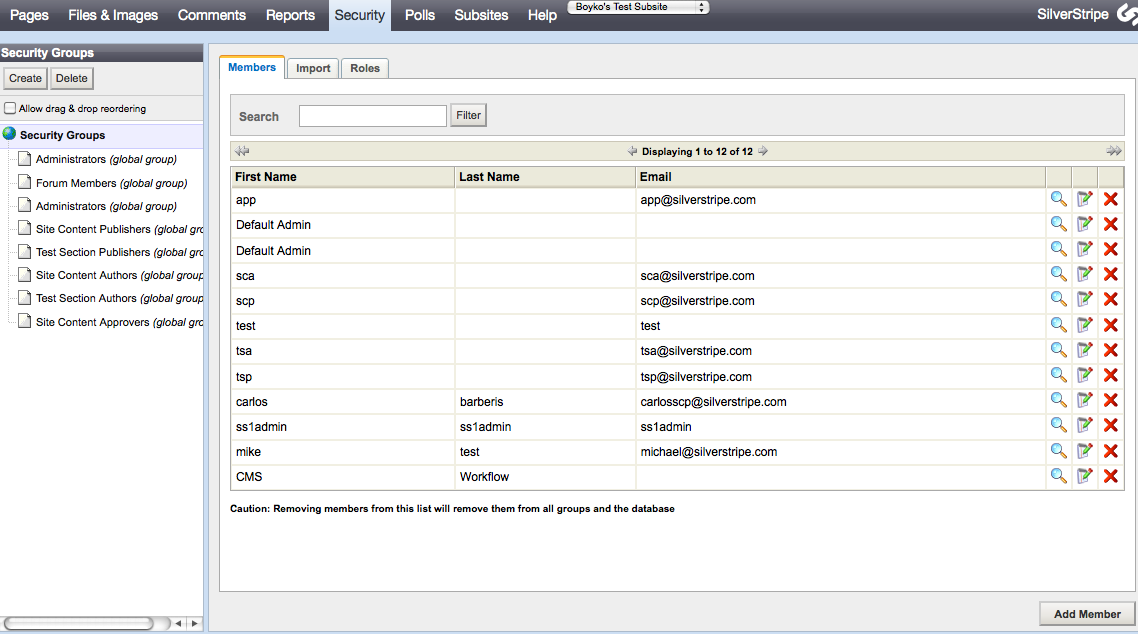 Pages Files & Images Comments Reports Security Polls Subsites Help Boyko's Test Subsite SilverStripe
Security Groups
Create Delete
Allow drag & drop reordering
Security Groups
Administrators (global group)
Forum Members (global group)
Administrators (global group)
Site Content Publishers (global gro
Test Section Publishers (global gro
Site Content Authors (global group
Test Section Authors (global group
Site Content Approvers (global gro
Members Import Roles
Search Filter
Displaying 1 to 12 of 12
First Name Last Name Email
app app@silverstripe.com
Default Admin
Default Admin
sca sca@silverstripe.com
scp scp@silverstripe.com
test test
tsa tsa@silverstripe.com
tsp tsp@silverstripe.com
carlos barberis carlosscp@silverstripe.com
ss1admin ss1admin ss1admin
mike test michael@silverstripe.com
CMS Workflow
Caution: Removing members from this list will remove them from all groups and the database
Add Member